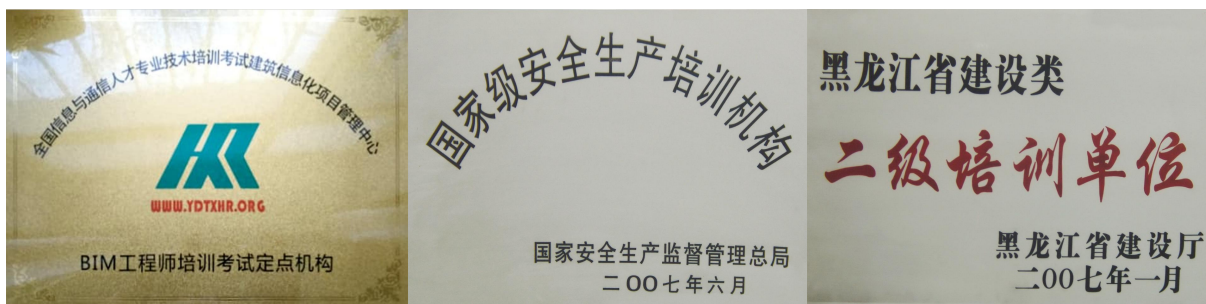 全国信息与通信人才专业技术培训考试建筑信息化项目管理中心
HR
WWW.YDTXHR.ORG
BIM工程师培训考试定点机构
国家级安全生产培训机构
国家安全生产监督管理总局
二〇〇七年六月
黑龙江省建设类
二级培训单位
黑龙江省建设厅
二〇〇七年一月